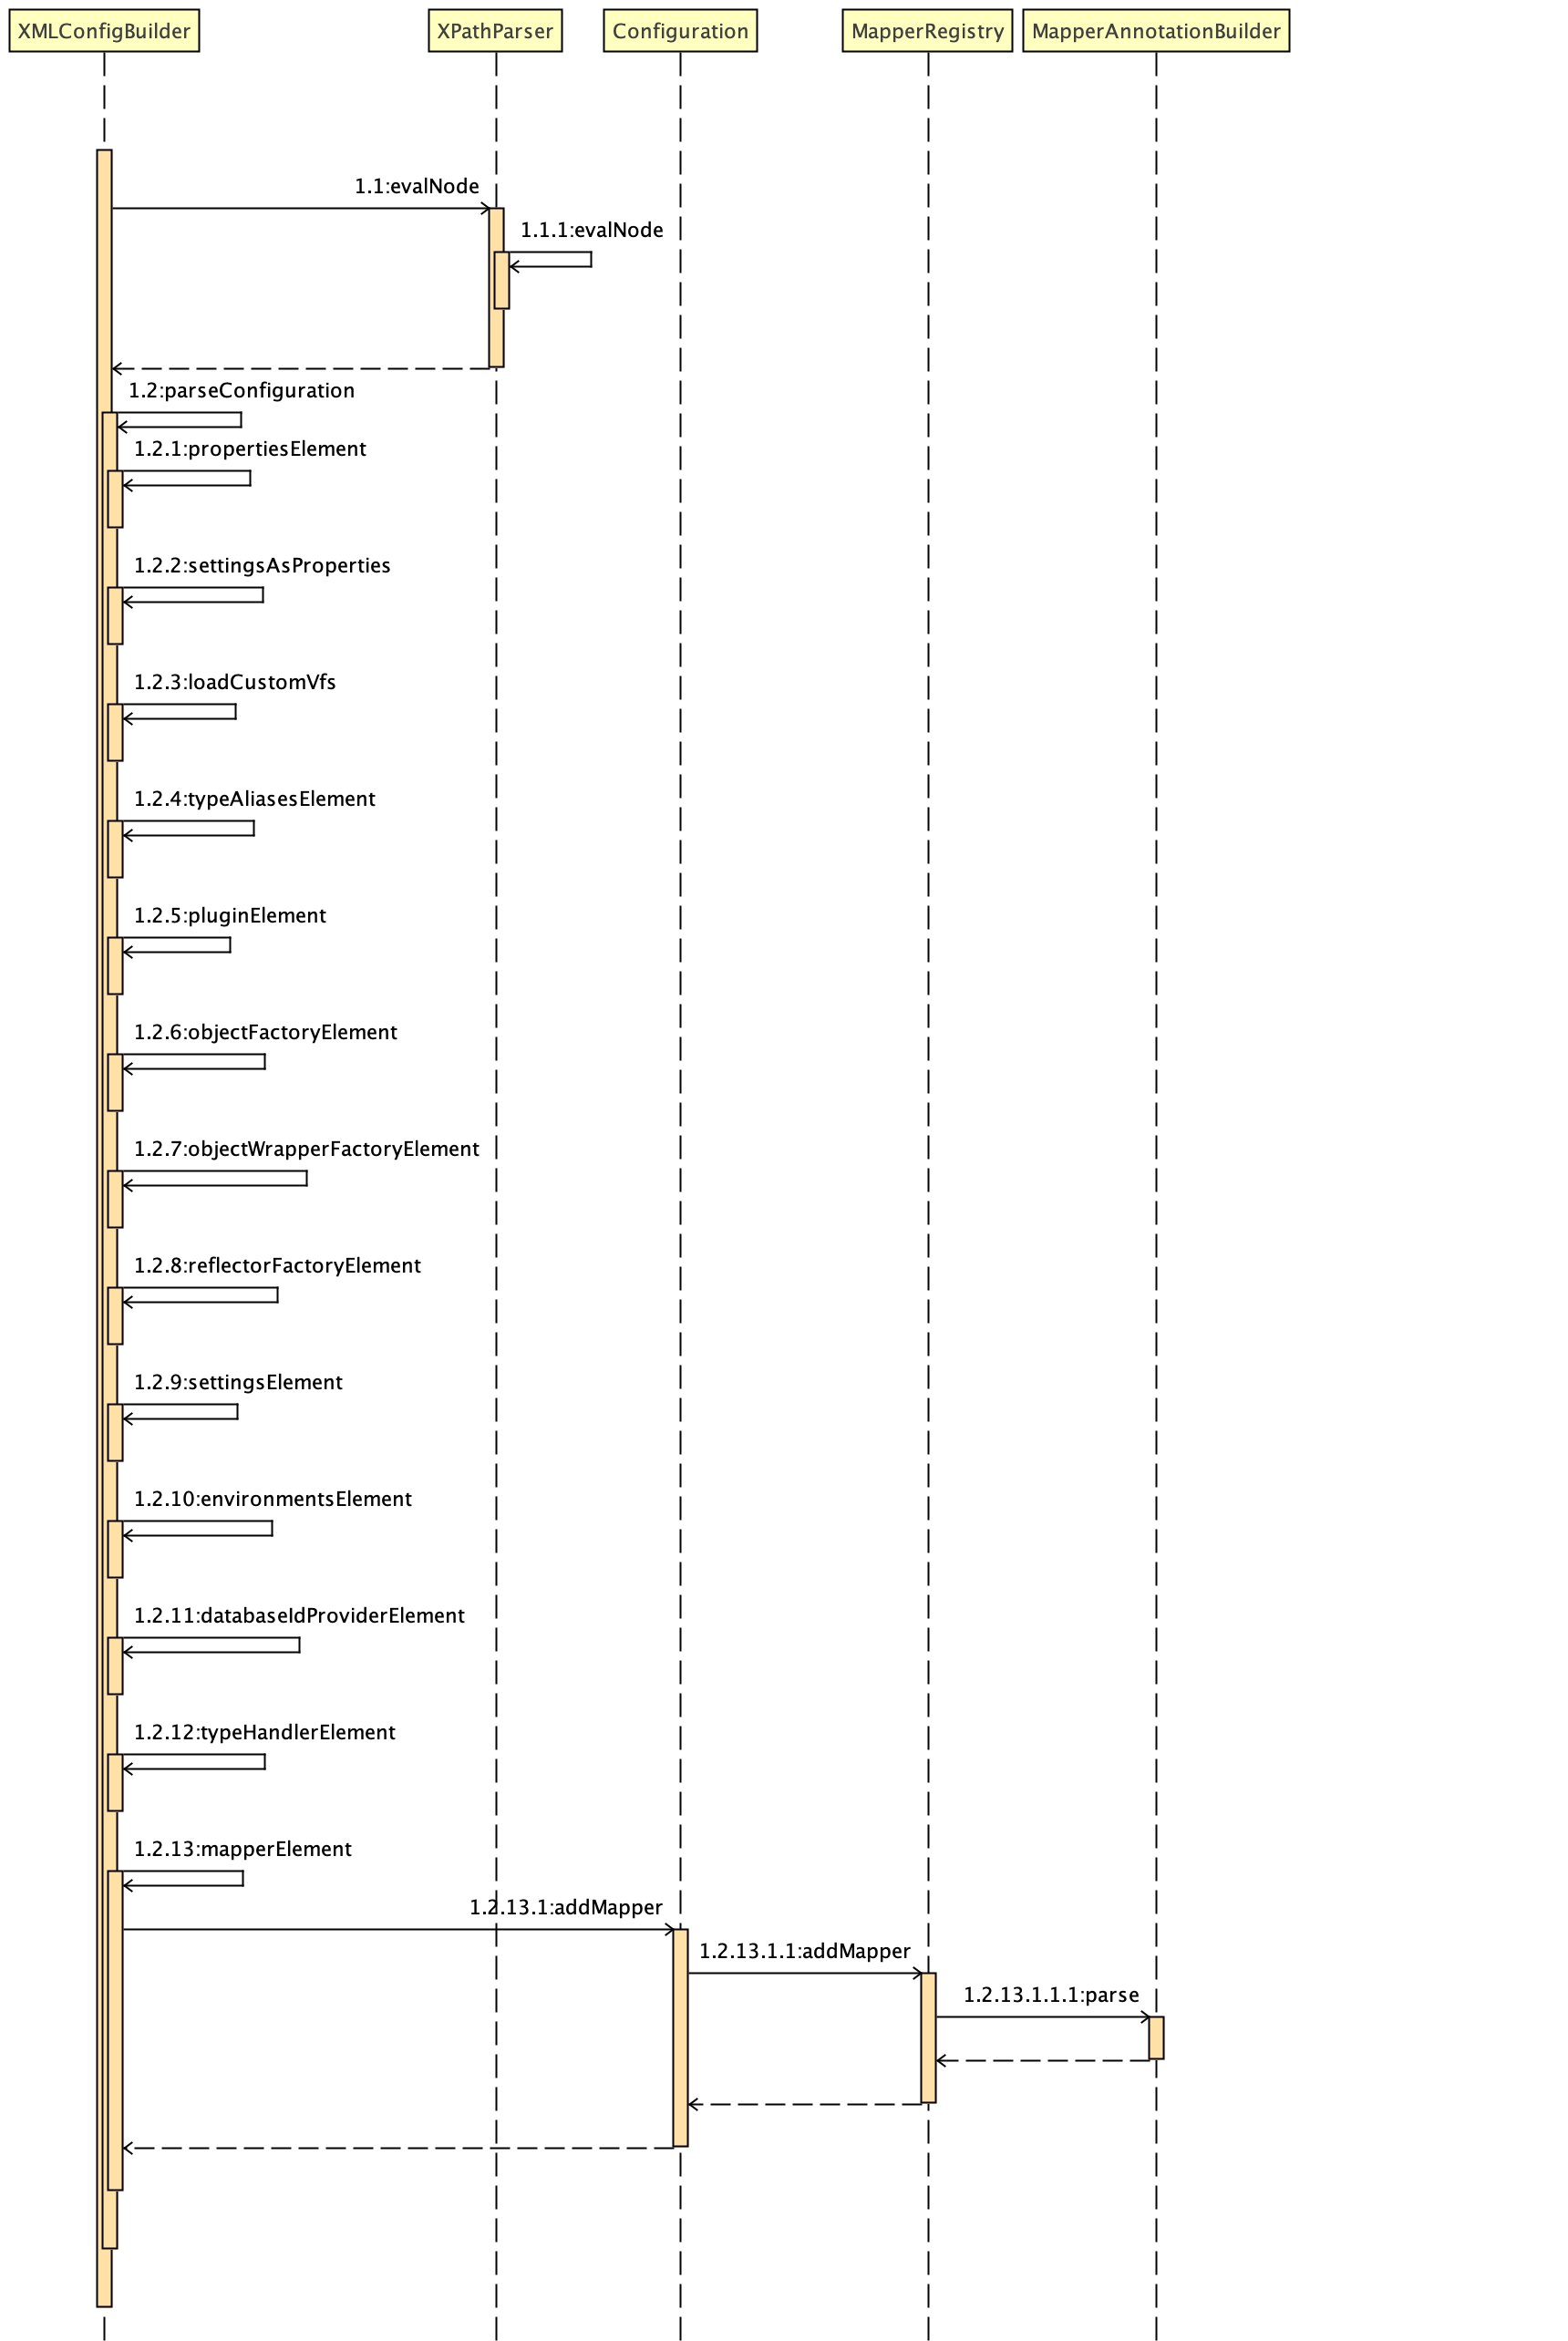 XMLConfigBuilder
XPathParser
Configuration
MapperRegistry
MapperAnnotationBuilder
1.1:evalNode
1.1.1:evalNode
1.2:parseConfiguration
1.2.1:propertiesElement
1.2.2:settingsAsProperties
1.2.3:loadCustomVfs
1.2.4:typeAliasesElement
1.2.5:pluginElement
1.2.6:objectFactoryElement
1.2.7:objectWrapperFactoryElement
1.2.8:reflectorFactoryElement
1.2.9:settingsElement
1.2.10:environmentsElement
1.2.11:databaseIdProviderElement
1.2.12:typeHandlerElement
1.2.13:mapperElement
1.2.13.1:addMapper
1.2.13.1.1:addMapper
1.2.13.1.1.1:parse